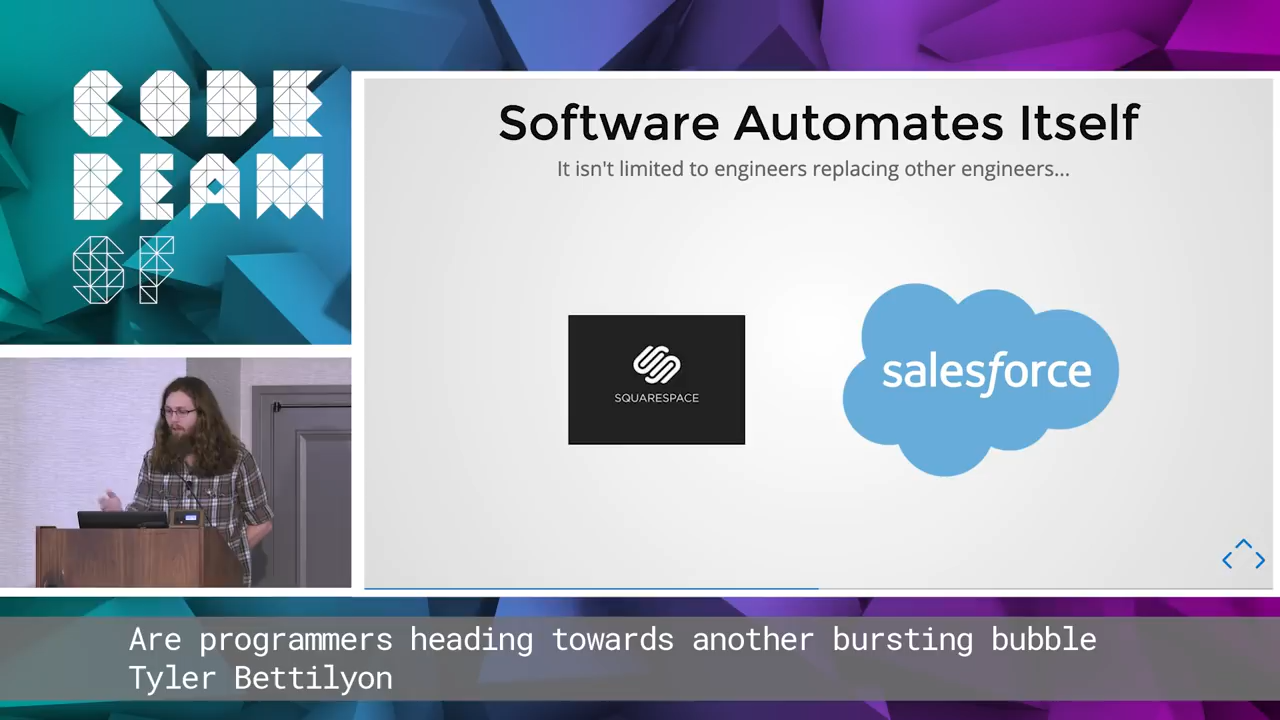 CODE
BEAM
SF
Software Automates Itself
It isn't limited to engineers replacing other engineers...
SQUARESPACE
salesforce
Are programmers heading towards another bursting bubble
Tyler Bettilyon